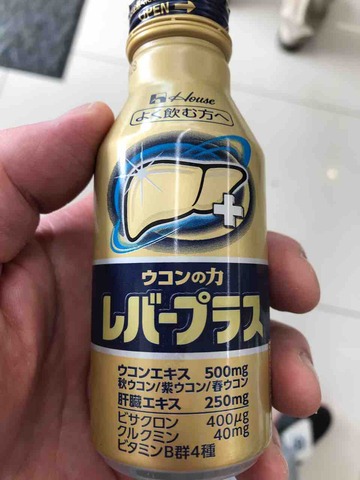 OPEN
House
よく飲む方へ
ウコンの力
レバープラス
ウコンエキス 500mg
秋ウコン/紫ウコン/春ウコン
肝臓エキス 250mg
ビサクロン 400μg
クルクミン 40mg
ビタミンB群4種